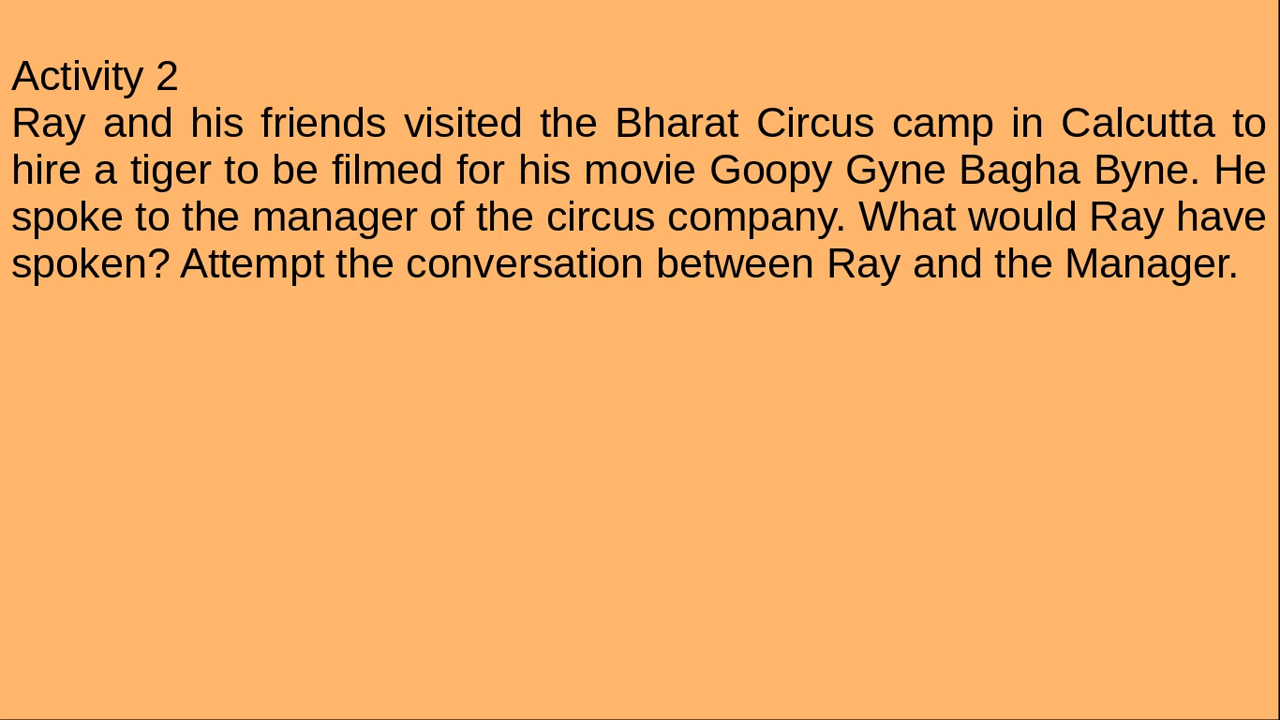 Activity 2
Ray and his friends visited the Bharat Circus camp in Calcutta to
hire a tiger to be filmed for his movie Goopy Gyne Bagha Byne. He
spoke to the manager of the circus company. What would Ray have
spoken? Attempt the conversation between Ray and the Manager.